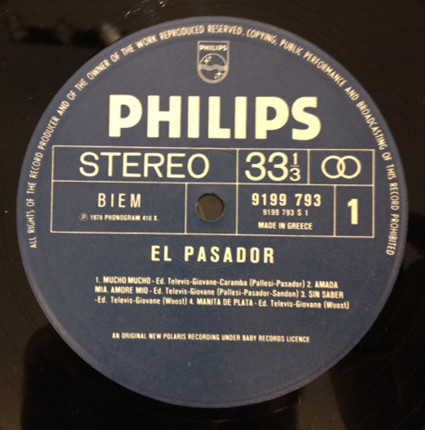 ALL RIGHTS OF THE RECORD PRODUCER AND OF THE OWNER OF THE WORK REPRODUCED RESERVED. COPYING, PUBLIC PERFORMANCE AND BROADCASTING OF THIS RECORD PROHIBITED
PHILIPS
PHILIPS
STEREO 33 1/3
BIEM 9199 793
9199 793 S 1 1
℗ 1978 PHONOGRAM 410 X. MADE IN GREECE
EL PASADOR
1. MUCHO MUCHO - Ed. Televis-Giovane-Caramba (Pallesi-Pasador) 2. AMADA
MIA, AMORE MIO - Ed. Televis-Giovane (Pallesi-Pasador-Sandon) 3. SIN SABER
-Ed. Televis-Giovane (Woost) 4. MANITA DE PLATA - Ed. Televis-Giovane (Woost)
AN ORIGINAL NEW POLARIS RECORDING UNDER BABY RECORDS LICENCE